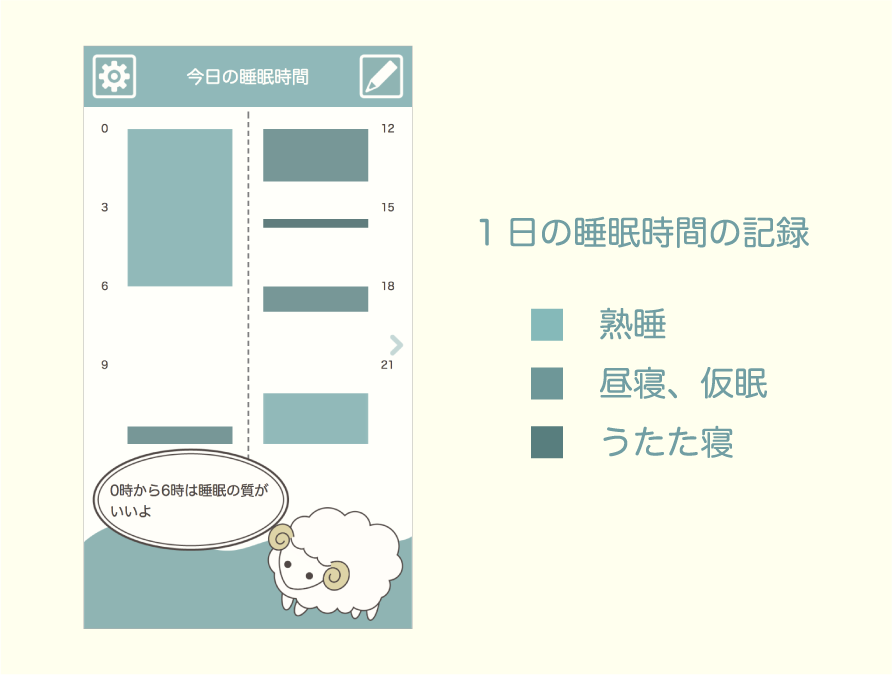 今日の睡眠時間
0
3
6
9
12
15
18
21
0時から6時は睡眠の質が
いいよ
1日の睡眠時間の記録
熟睡
昼寝、仮眠
うたた寝